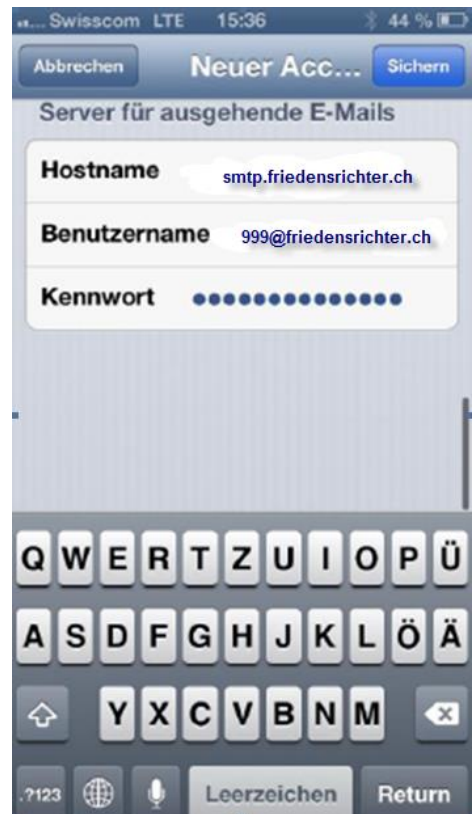 ... Swisscom LTE 15:36 44 %
Abbrechen Neuer Acc... Sichern
Server für ausgehende E-Mails
Hostname smtp.friedensrichter.ch
Benutzername 999@friedensrichter.ch
Kennwort ●●●●●●●●●●●●●●
Q W E R T Z U I O P Ü
A S D F G H J K L Ö Ä
Y X C V B N M
.?123 Leerzeichen Return